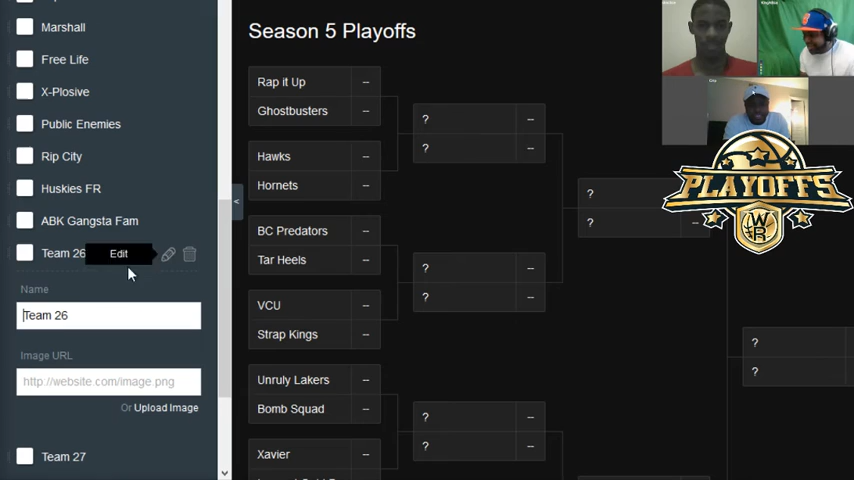 Marshall
Free Life
X-Plosive
Public Enemies
Rip City
Huskies FR
ABK Gangsta Fam
Team 26
Edit
Name
Team 26
Image URL
http://website.com/image.png
Or Upload Image
Team 27
<
Season 5 Playoffs
Rap it Up --
Ghostbusters --
Hawks --
Hornets --
BC Predators --
Tar Heels --
VCU --
Strap Kings --
Unruly Lakers --
Bomb Squad --
Xavier --
? --
? --
? --
? --
? --
? --
?
? --
?
?
PLAYOFFS
WR